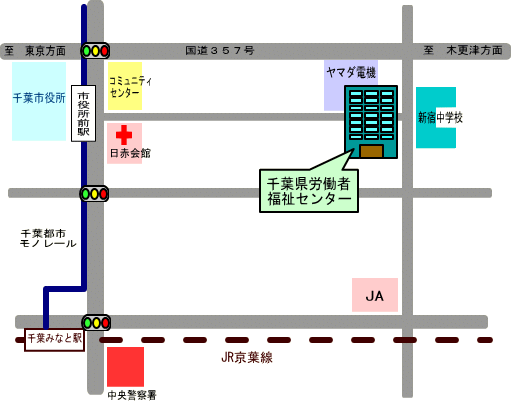 至　東京方面
国道３５７号
至　木更津方面
千葉市役所
市役所前駅
コミュニティ
センター
ヤマダ電機
新宿中学校
日赤会館
千葉県労働者
福祉センター
千葉都市
モノレール
JA
千葉みなと駅
JR京葉線
中央警察署